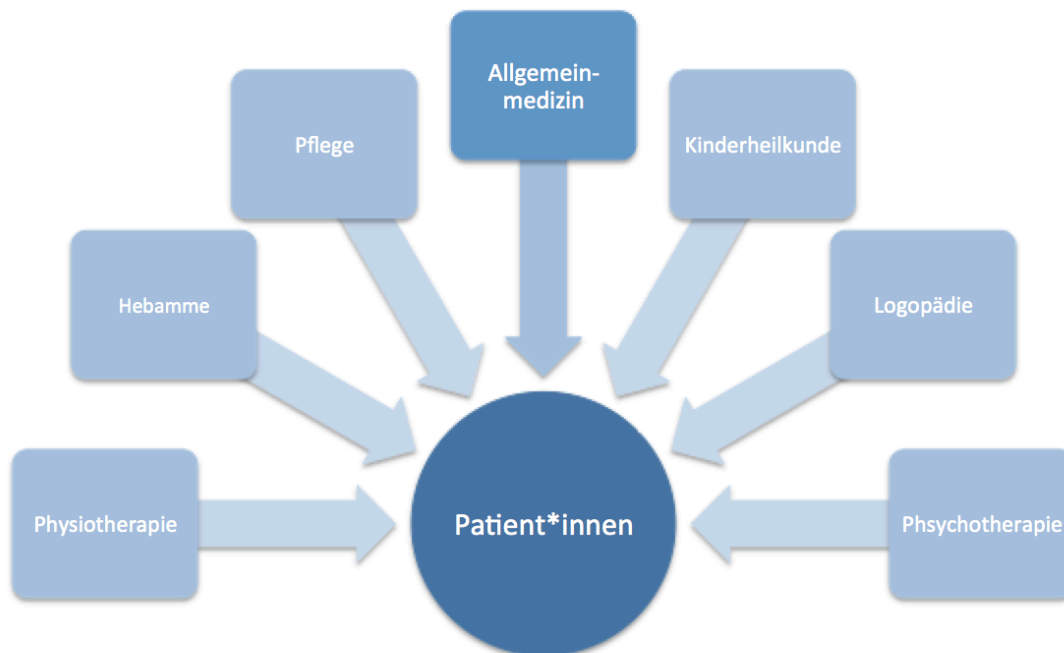 Allgemein-
medizin
Pflege
Kinderheilkunde
Hebamme
Logopädie
Physiotherapie
Patient*innen
Phsychotherapie